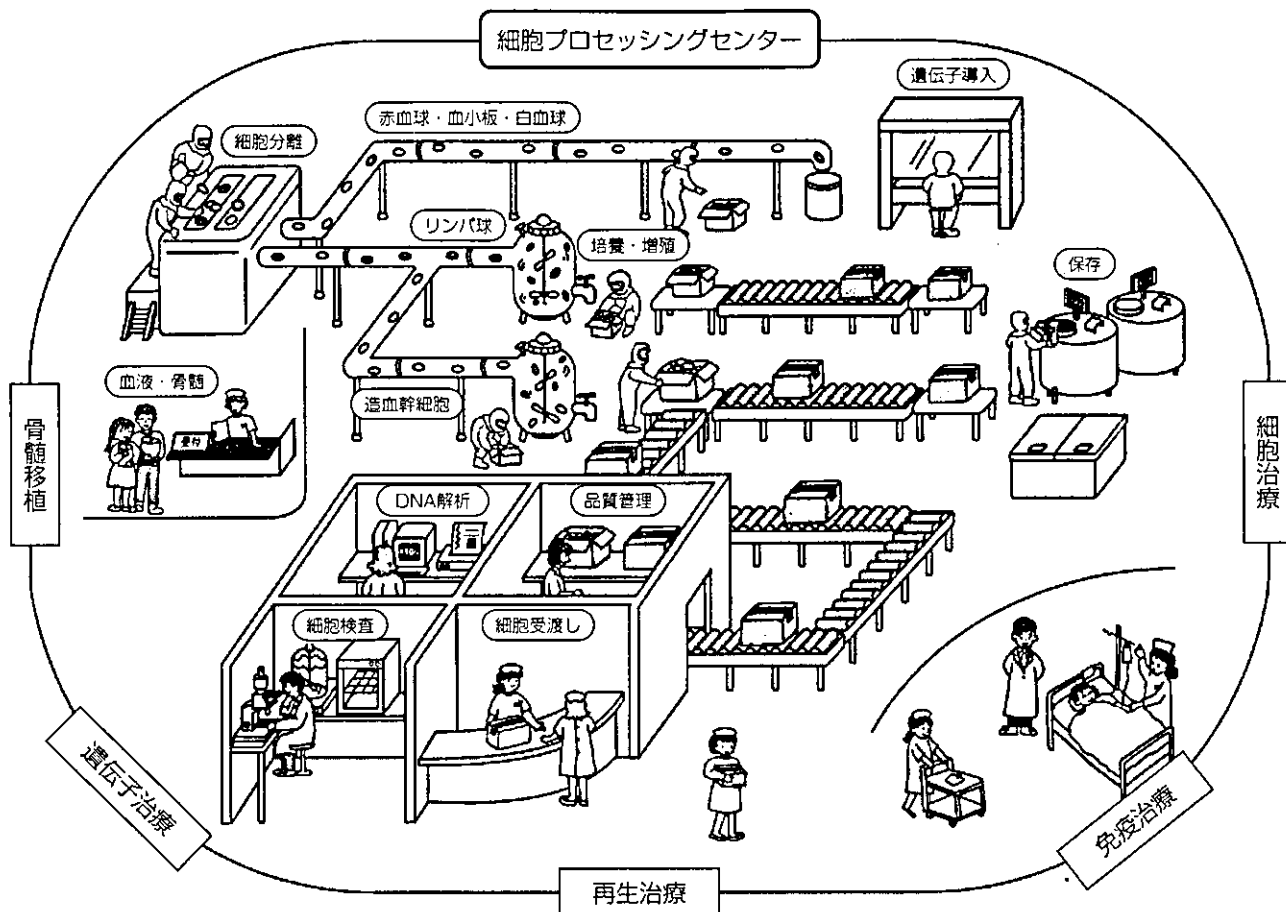 細胞プロセッシングセンター
遺伝子導入
赤血球・血小板・白血球
細胞分離
リンパ球
培養・増殖
保存
血液・骨髄
受付
造血幹細胞
骨髄移植
細胞治療
DNA解析
品質管理
細胞検査
細胞受渡し
遺伝子治療
免疫治療
再生治療